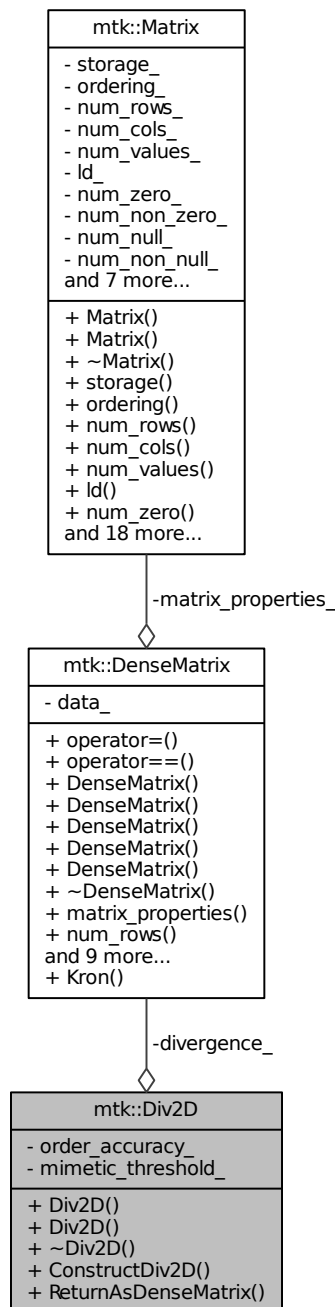 mtk::Matrix
- storage_
- ordering_
- num_rows_
- num_cols_
- num_values_
- ld_
- num_zero_
- num_non_zero_
- num_null_
- num_non_null_
and 7 more...
+ Matrix()
+ Matrix()
+ ~Matrix()
+ storage()
+ ordering()
+ num_rows()
+ num_cols()
+ num_values()
+ ld()
+ num_zero()
and 18 more...
-matrix_properties_
mtk::DenseMatrix
- data_
+ operator=()
+ operator==()
+ DenseMatrix()
+ DenseMatrix()
+ DenseMatrix()
+ DenseMatrix()
+ DenseMatrix()
+ ~DenseMatrix()
+ matrix_properties()
+ num_rows()
and 9 more...
+ Kron()
-divergence_
mtk::Div2D
- order_accuracy_
- mimetic_threshold_
+ Div2D()
+ Div2D()
+ ~Div2D()
+ ConstructDiv2D()
+ ReturnAsDenseMatrix()